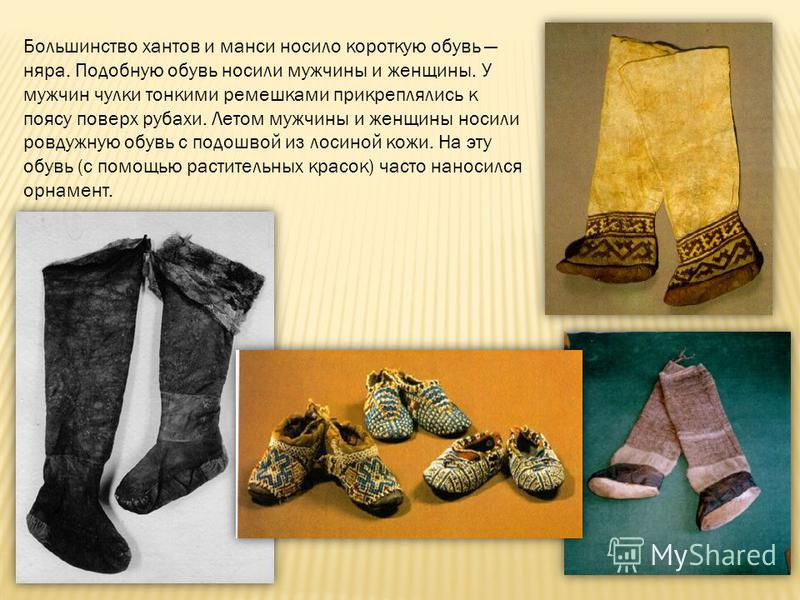 Большинство хантов и манси носило короткую обувь —
няра. Подобную обувь носили мужчины и женщины. У
мужчин чулки тонкими ремешками прикреплялись к
поясу поверх рубахи. Летом мужчины и женщины носили
ровдужную обувь с подошвой из лосиной кожи. На эту
обувь (с помощью растительных красок) часто наносился
орнамент.
MyShared